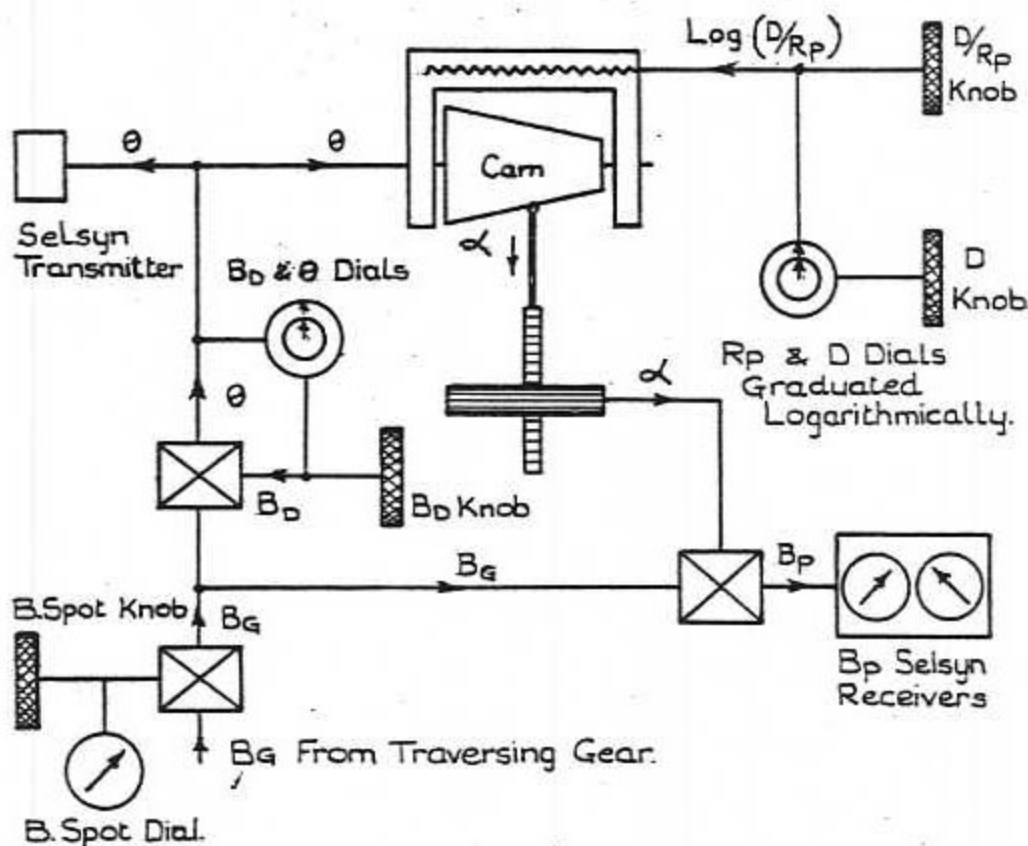 Log (D/Rp)
D/Rp
Knob
θ
θ
Cam
Selsyn
Transmitter
α
BD & θ Dials
D
Knob
Rp & D Dials
Graduated
Logarithmically.
α
θ
BD
BD Knob
BG
BP
B.Spot Knob
BG
Bp Selsyn
Receivers
BG From Traversing Gear.
B.Spot Dial.